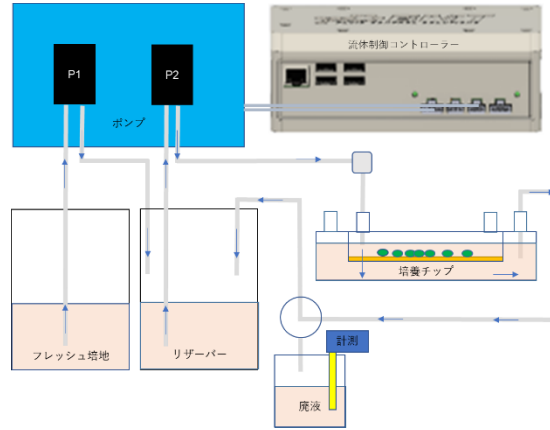 流体制御コントローラー
P1
P2
ポンプ
培養チップ
フレッシュ培地
リザーバー
計測
廃液